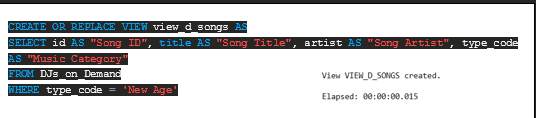 CREATE OR REPLACE VIEW view_d_songs AS
SELECT id AS "Song ID", title AS "Song Title", artist AS "Song Artist", type_code
AS "Music Category"
FROM DJs_on_Demand
WHERE type_code = 'New Age'
View VIEW_D_SONGS created.
Elapsed: 00:00:00.015